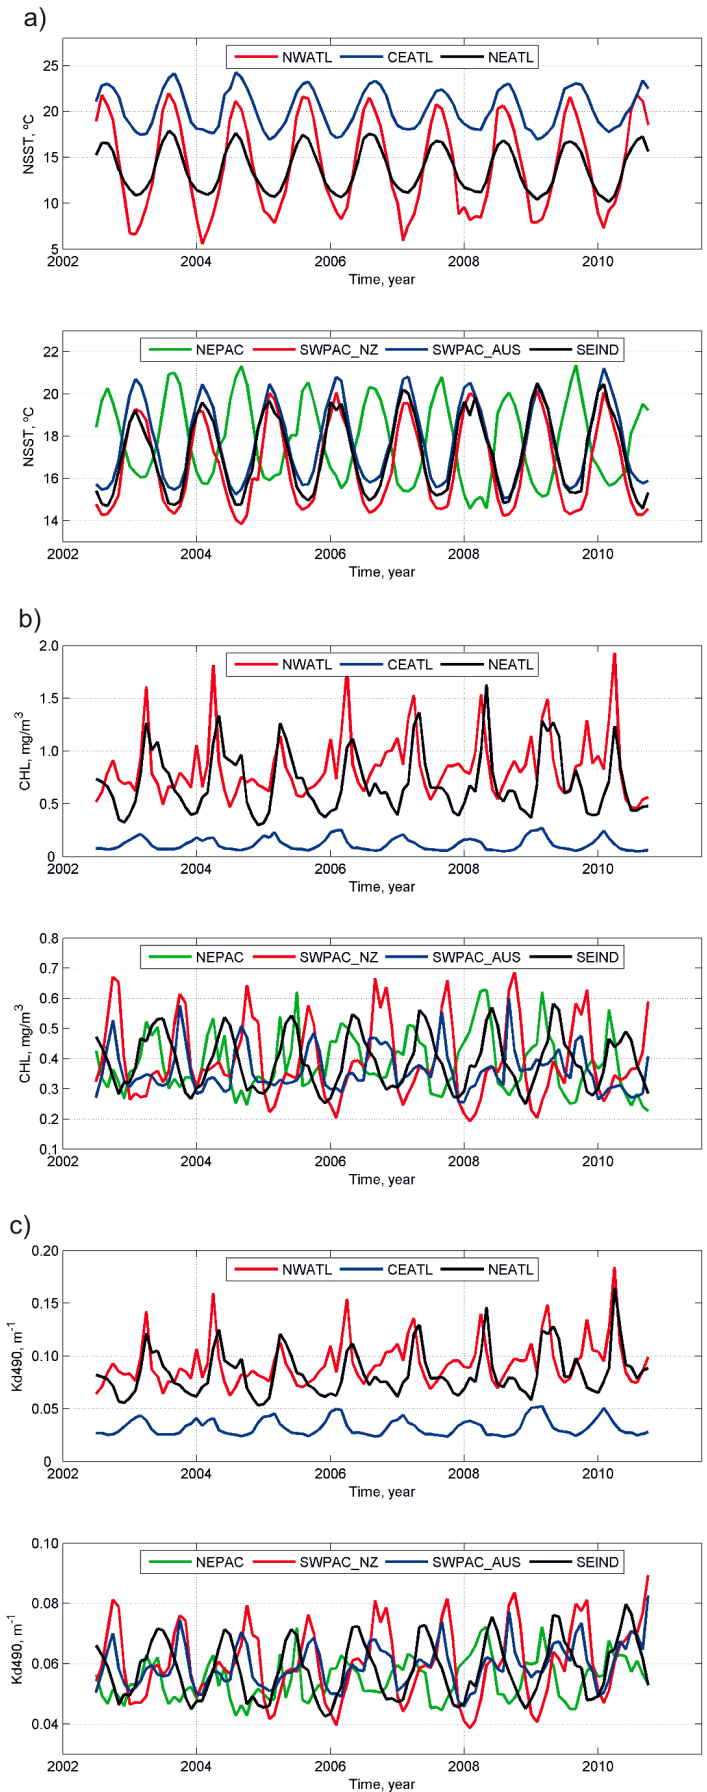 a)
NWATL CEATL NEATL
25
20
15
10
5
NSST, ºC
2002 2004 2006 2008 2010
Time, year
NEPAC SWPAC_NZ SWPAC_AUS SEIND
22
20
18
16
14
NSST, ºC
2002 2004 2006 2008 2010
Time, year
b)
NWATL CEATL NEATL
2.0
1.5
1.0
0.5
0
CHL, mg/m³
2002 2004 2006 2008 2010
Time, year
NEPAC SWPAC_NZ SWPAC_AUS SEIND
0.8
0.7
0.6
0.5
0.4
0.3
0.2
0.1
CHL, mg/m³
2002 2004 2006 2008 2010
Time, year
c)
NWATL CEATL NEATL
0.20
0.15
0.10
0.05
0
Kd490, m⁻¹
2002 2004 2006 2008 2010
Time, year
NEPAC SWPAC_NZ SWPAC_AUS SEIND
0.10
0.08
0.06
0.04
Kd490, m⁻¹
2002 2004 2006 2008 2010
Time, year